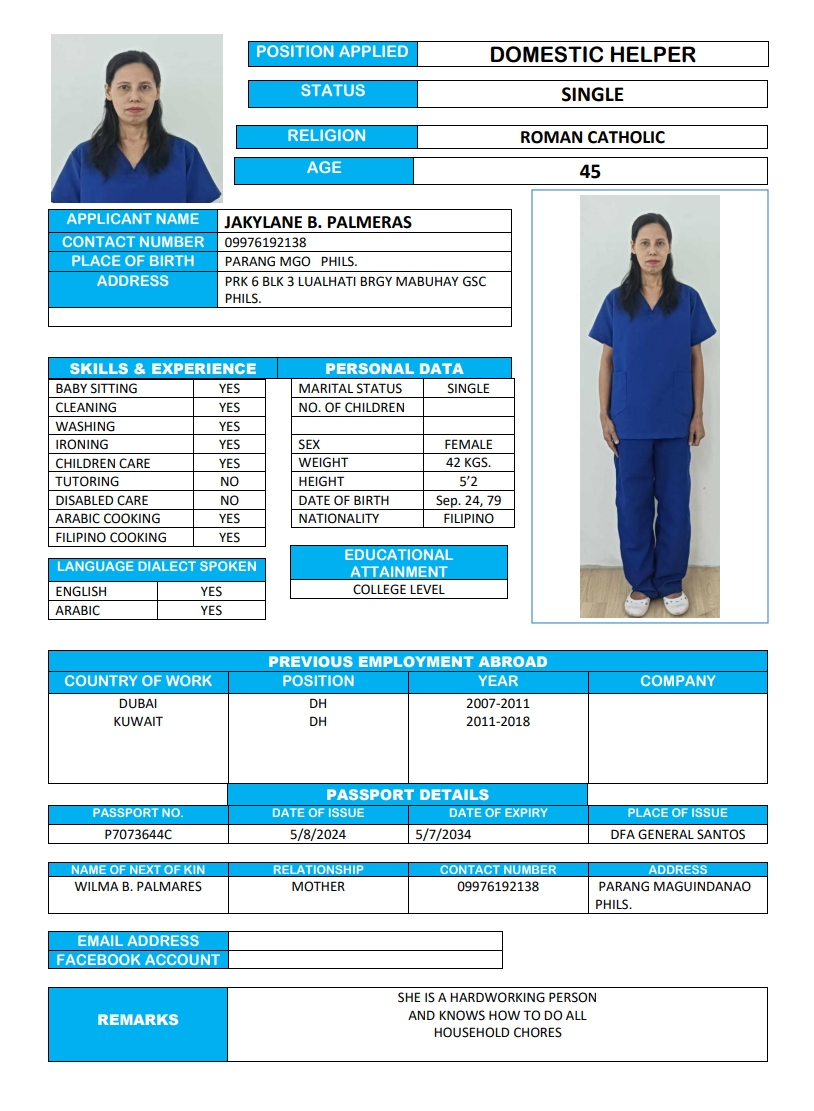 POSITION APPLIED DOMESTIC HELPER
STATUS SINGLE
RELIGION ROMAN CATHOLIC
AGE 45
APPLICANT NAME JAKYLANE B. PALMERAS
CONTACT NUMBER 09976192138
PLACE OF BIRTH PARANG MGO PHILS.
ADDRESS PRK 6 BLK 3 LUALHATI BRGY MABUHAY GSC
PHILS.
SKILLS & EXPERIENCE
BABY SITTING YES
CLEANING YES
WASHING YES
IRONING YES
CHILDREN CARE YES
TUTORING NO
DISABLED CARE NO
ARABIC COOKING YES
FILIPINO COOKING YES
LANGUAGE DIALECT SPOKEN
ENGLISH YES
ARABIC YES
PERSONAL DATA
MARITAL STATUS SINGLE
NO. OF CHILDREN
SEX FEMALE
WEIGHT 42 KGS.
HEIGHT 5’2
DATE OF BIRTH Sep. 24, 79
NATIONALITY FILIPINO
EDUCATIONAL
ATTAINMENT
COLLEGE LEVEL
PREVIOUS EMPLOYMENT ABROAD
COUNTRY OF WORK POSITION YEAR COMPANY
DUBAI DH 2007-2011
KUWAIT DH 2011-2018
PASSPORT DETAILS
PASSPORT NO. DATE OF ISSUE DATE OF EXPIRY PLACE OF ISSUE
P7073644C 5/8/2024 5/7/2034 DFA GENERAL SANTOS
NAME OF NEXT OF KIN RELATIONSHIP CONTACT NUMBER ADDRESS
WILMA B. PALMARES MOTHER 09976192138 PARANG MAGUINDANAO
PHILS.
EMAIL ADDRESS
FACEBOOK ACCOUNT
REMARKS
SHE IS A HARDWORKING PERSON
AND KNOWS HOW TO DO ALL
HOUSEHOLD CHORES